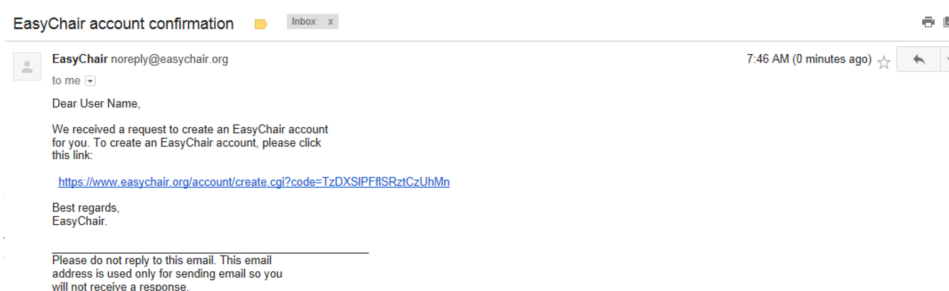 EasyChair account confirmation Inbox x
EasyChair noreply@easychair.org 7:46 AM (0 minutes ago)
to me
Dear User Name,
We received a request to create an EasyChair account
for you. To create an EasyChair account, please click
this link:
https://www.easychair.org/account/create.cgi?code=TzDXSIPFflSRztCzUhMn
Best regards,
EasyChair.
Please do not reply to this email. This email
address is used only for sending email so you
will not receive a response.